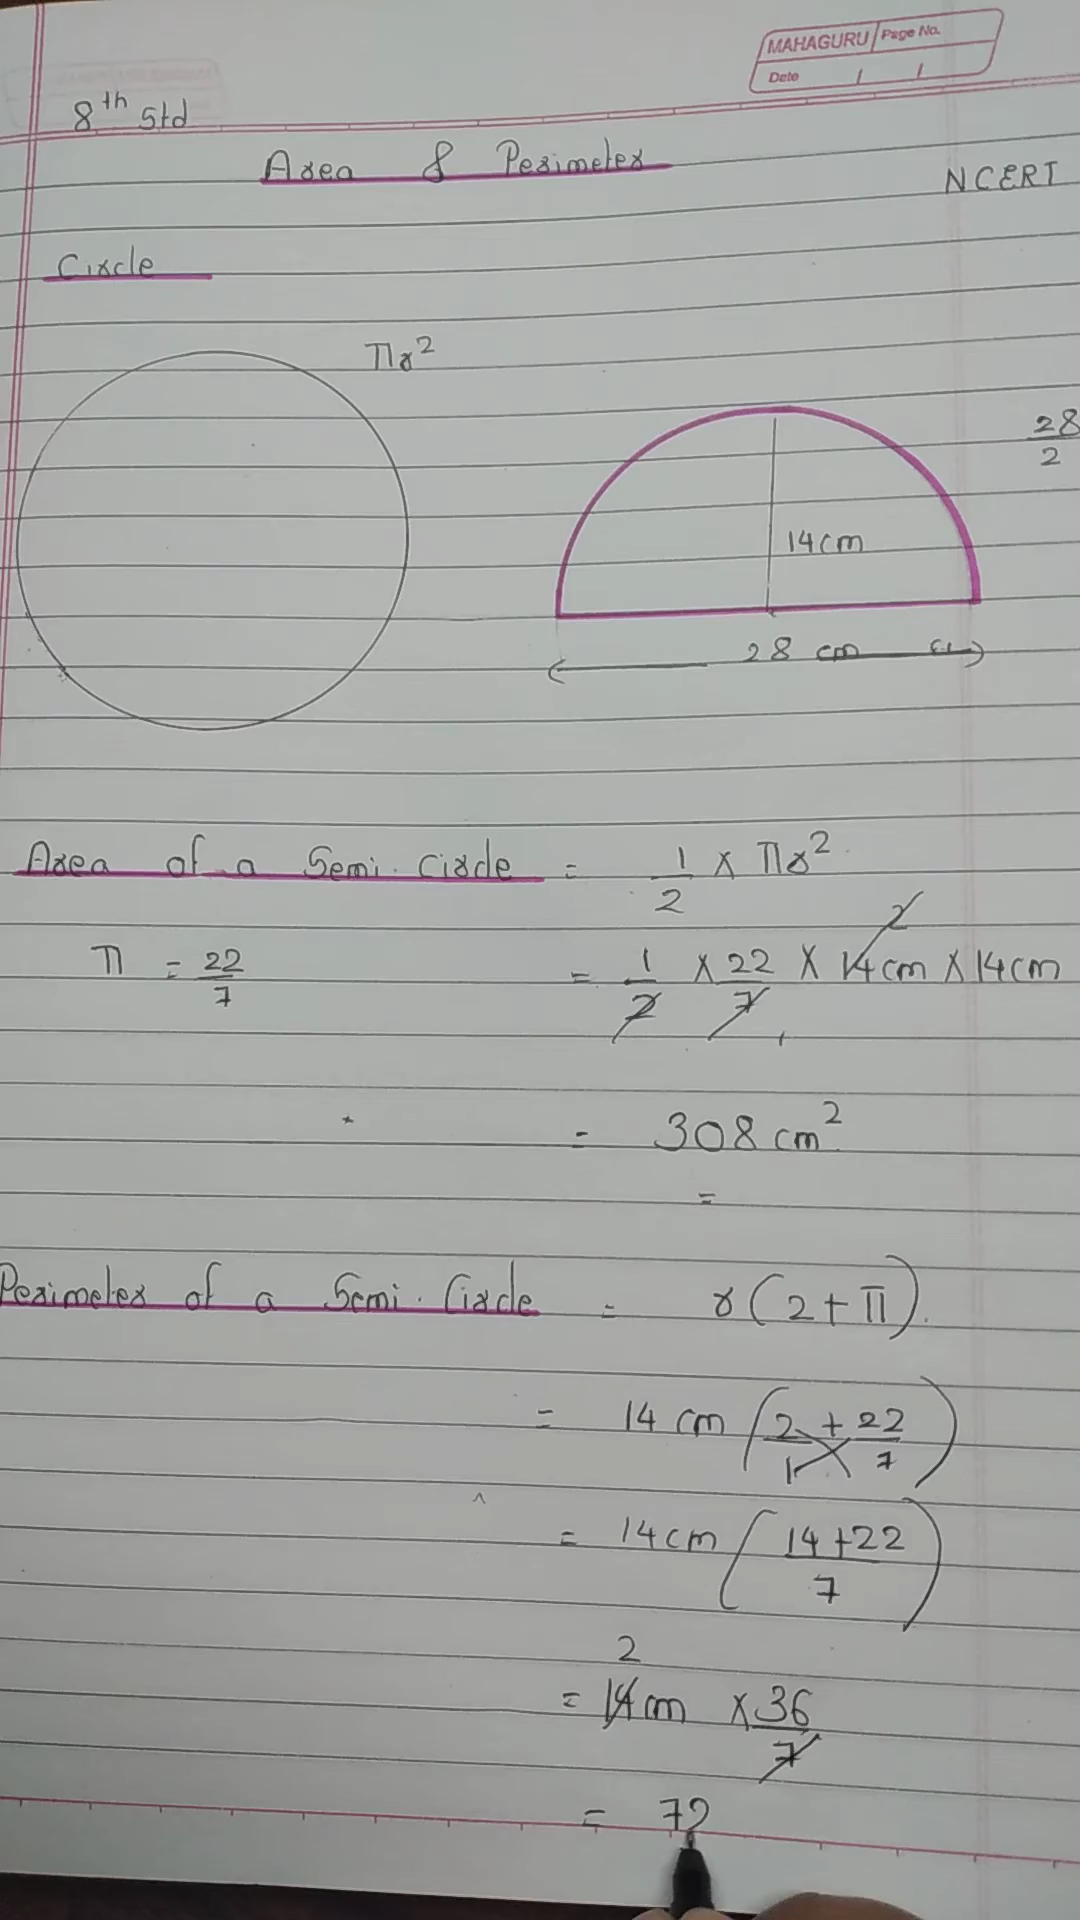 MAHAGURU Page No.
Date / /
8th Std
Area & Perimeter
NCERT
Circle
πr²
28/2
14cm
28 cm
Area of a Semi. Circle = 1/2 × πr²
2
π = 22/7 = 1/2 × 22/7 × 14cm × 14cm
= 308 cm²
=
Perimeter of a Semi. Circle = r(2+π).
= 14 cm (2/1 + 22/7)
= 14cm (14+22/7)
2
= 14cm × 36/7
= 72